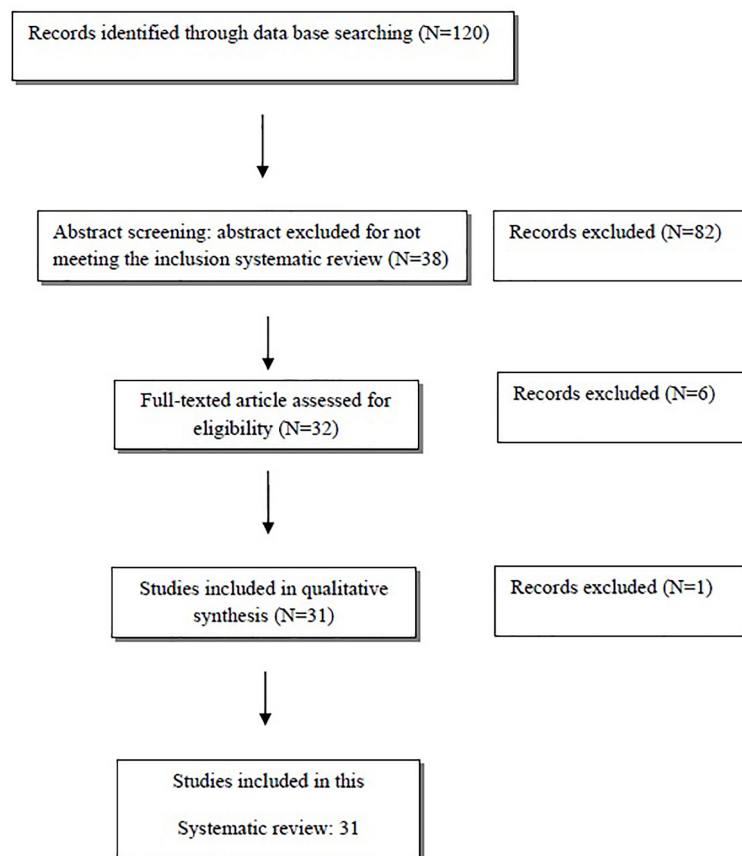 Records identified through data base searching (N=120)
Abstract screening: abstract excluded for not
meeting the inclusion systematic review (N=38)
Records excluded (N=82)
Full-texted article assessed for
eligibility (N=32)
Records excluded (N=6)
Studies included in qualitative
synthesis (N=31)
Records excluded (N=1)
Studies included in this
Systematic review: 31